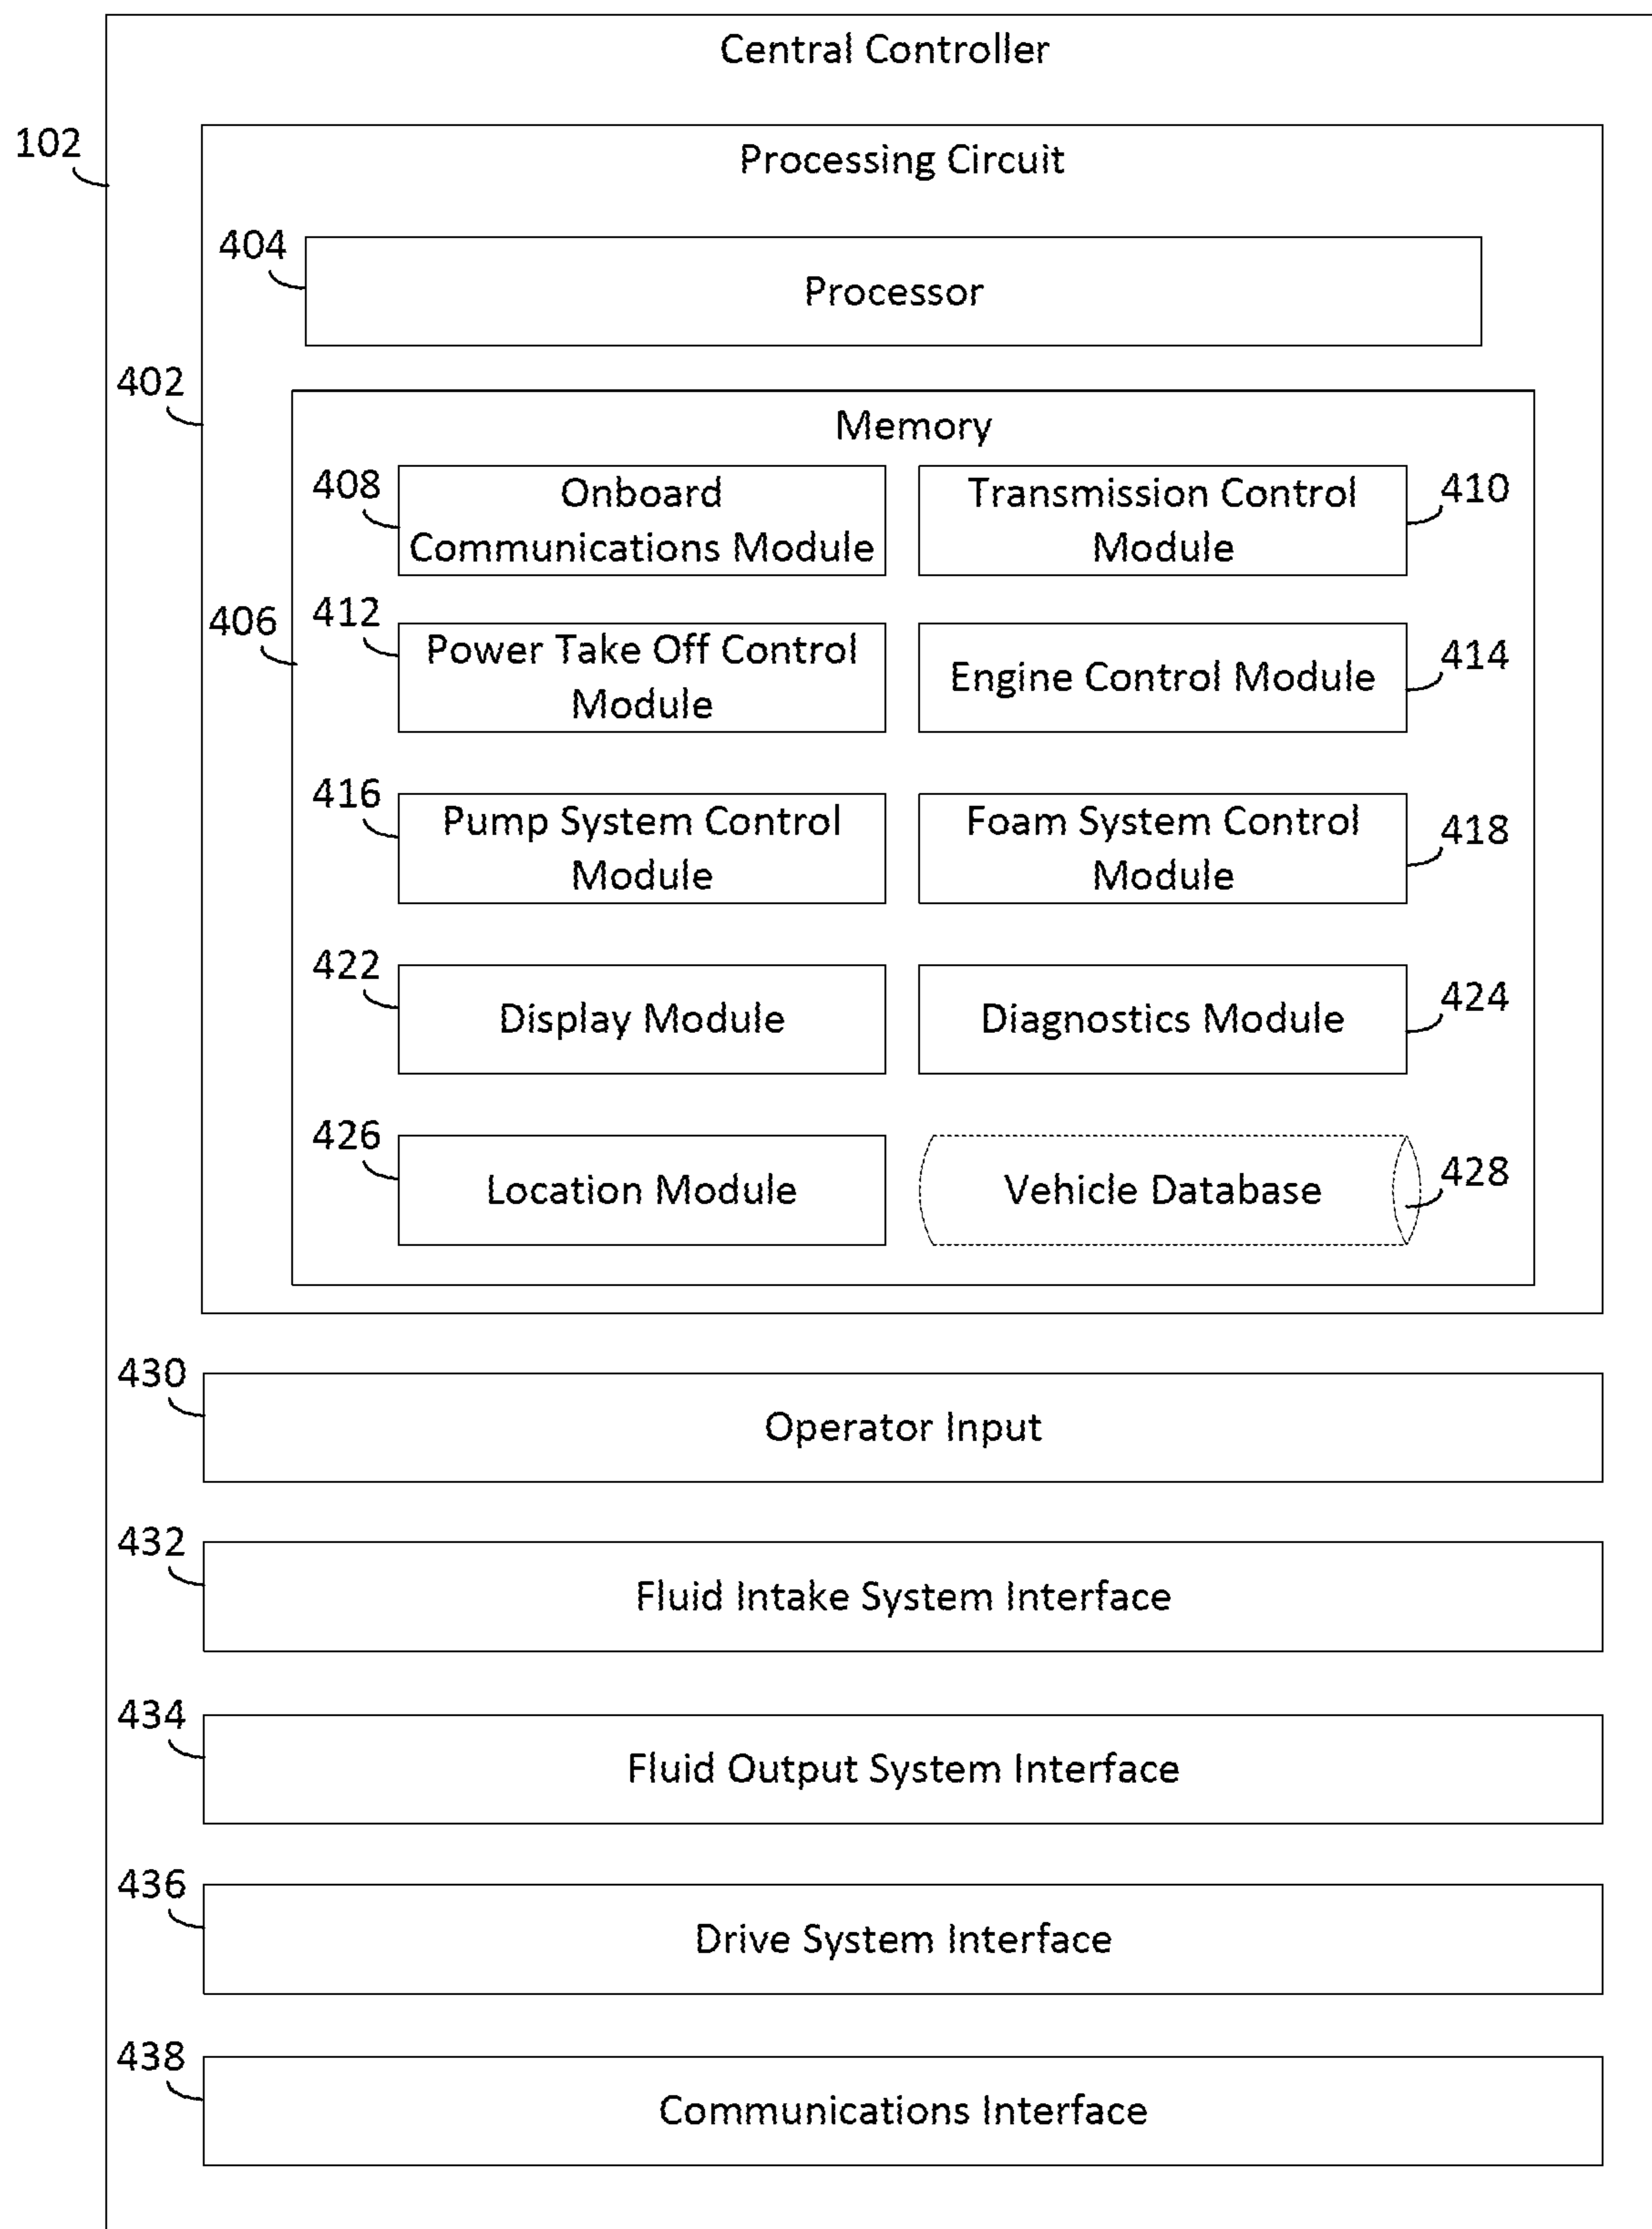 Central Controller
102
Processing Circuit
404
Processor
402
Memory
408
Onboard
Communications Module
Transmission Control
Module
410
406
412
Power Take Off Control
Module
Engine Control Module
414
416
Pump System Control
Module
Foam System Control
Module
418
422
Display Module
Diagnostics Module
424
426
Location Module
Vehicle Database
428
430
Operator Input
432
Fluid Intake System Interface
434
Fluid Output System Interface
436
Drive System Interface
438
Communications Interface